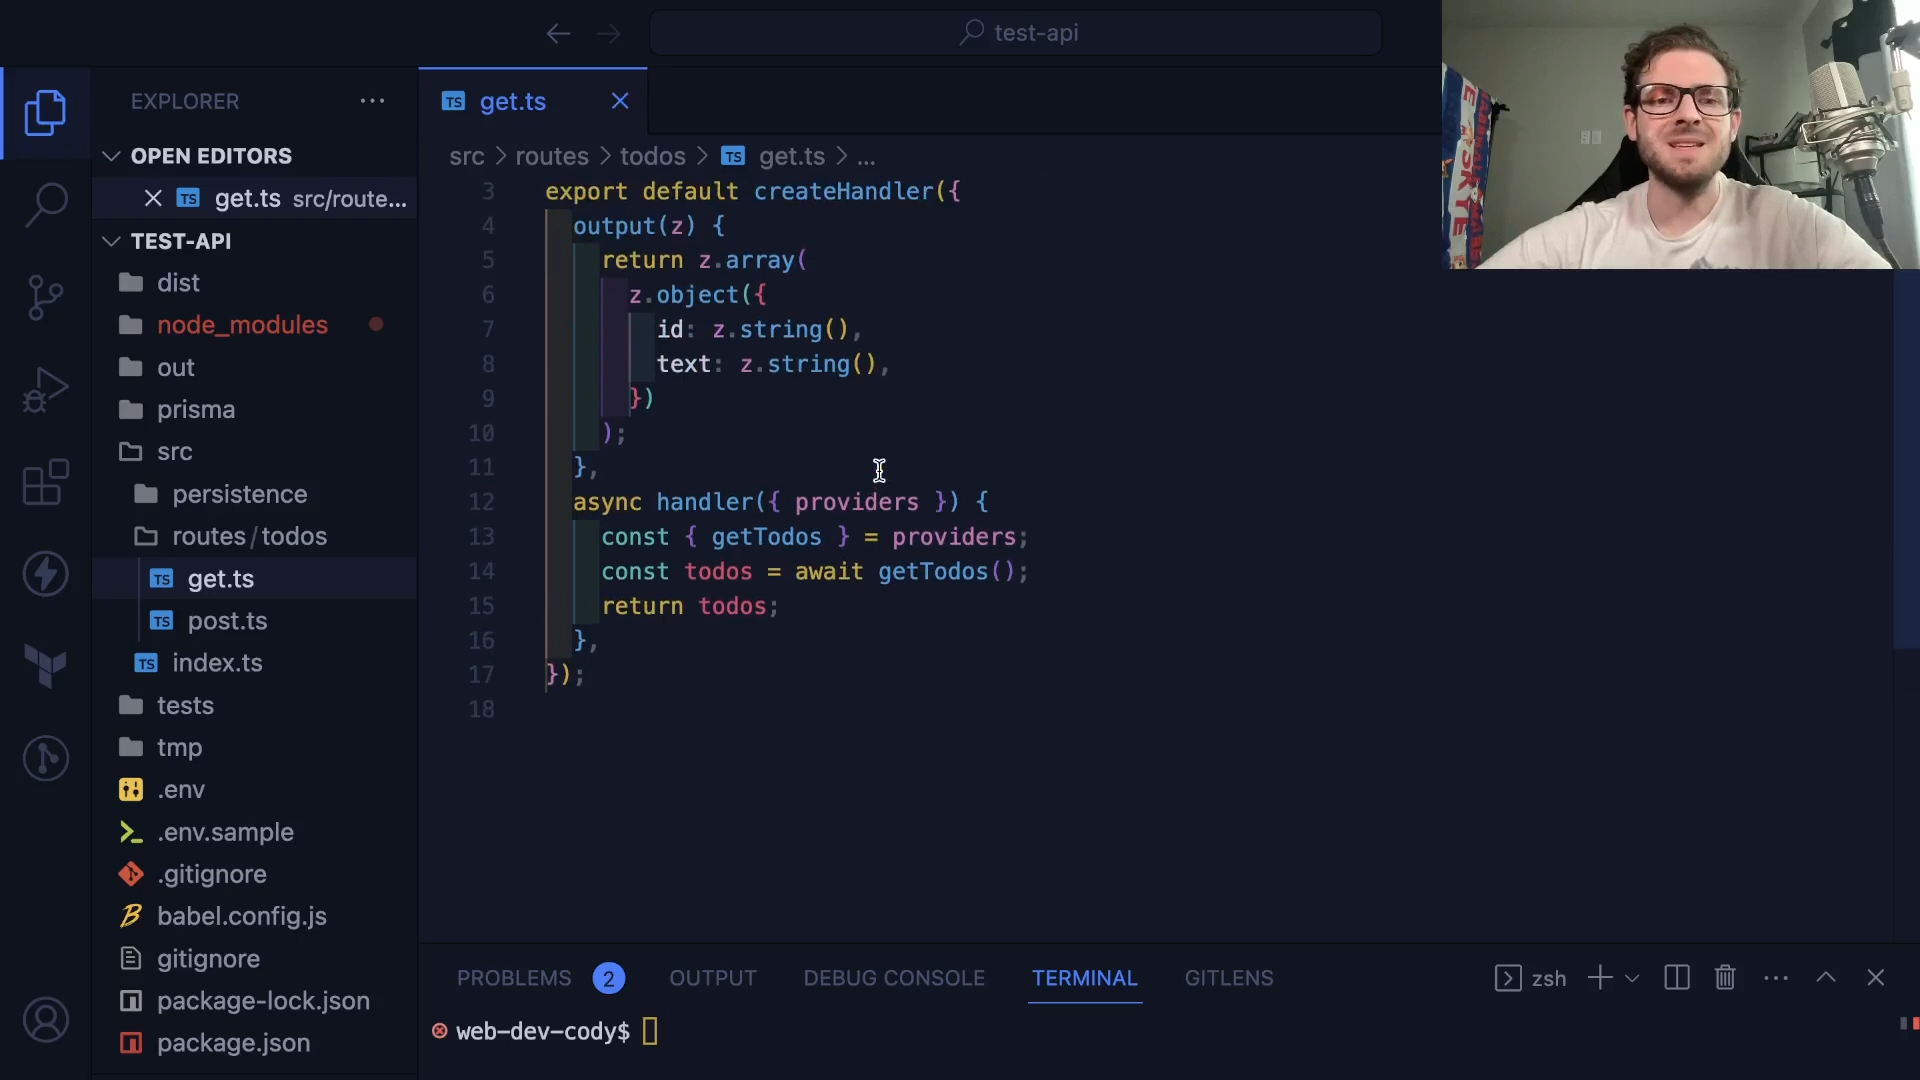 test-api
EXPLORER
OPEN EDITORS
get.ts src/route...
TEST-API
dist
node_modules
out
prisma
src
persistence
routes/todos
TS get.ts
TS post.ts
TS index.ts
tests
tmp
.env
.env.sample
.gitignore
babel.config.js
gitignore
package-lock.json
package.json
TS get.ts
src > routes > todos > TS get.ts > ...
3 export default createHandler({
4 output(z) {
5 return z.array(
6 z.object({
7 id: z.string(),
8 text: z.string(),
9 })
10 );
11 },
12 async handler({ providers }) {
13 const { getTodos } = providers;
14 const todos = await getTodos();
15 return todos;
16 },
17 });
18
PROBLEMS 2 OUTPUT DEBUG CONSOLE TERMINAL GITLENS zsh
web-dev-cody$